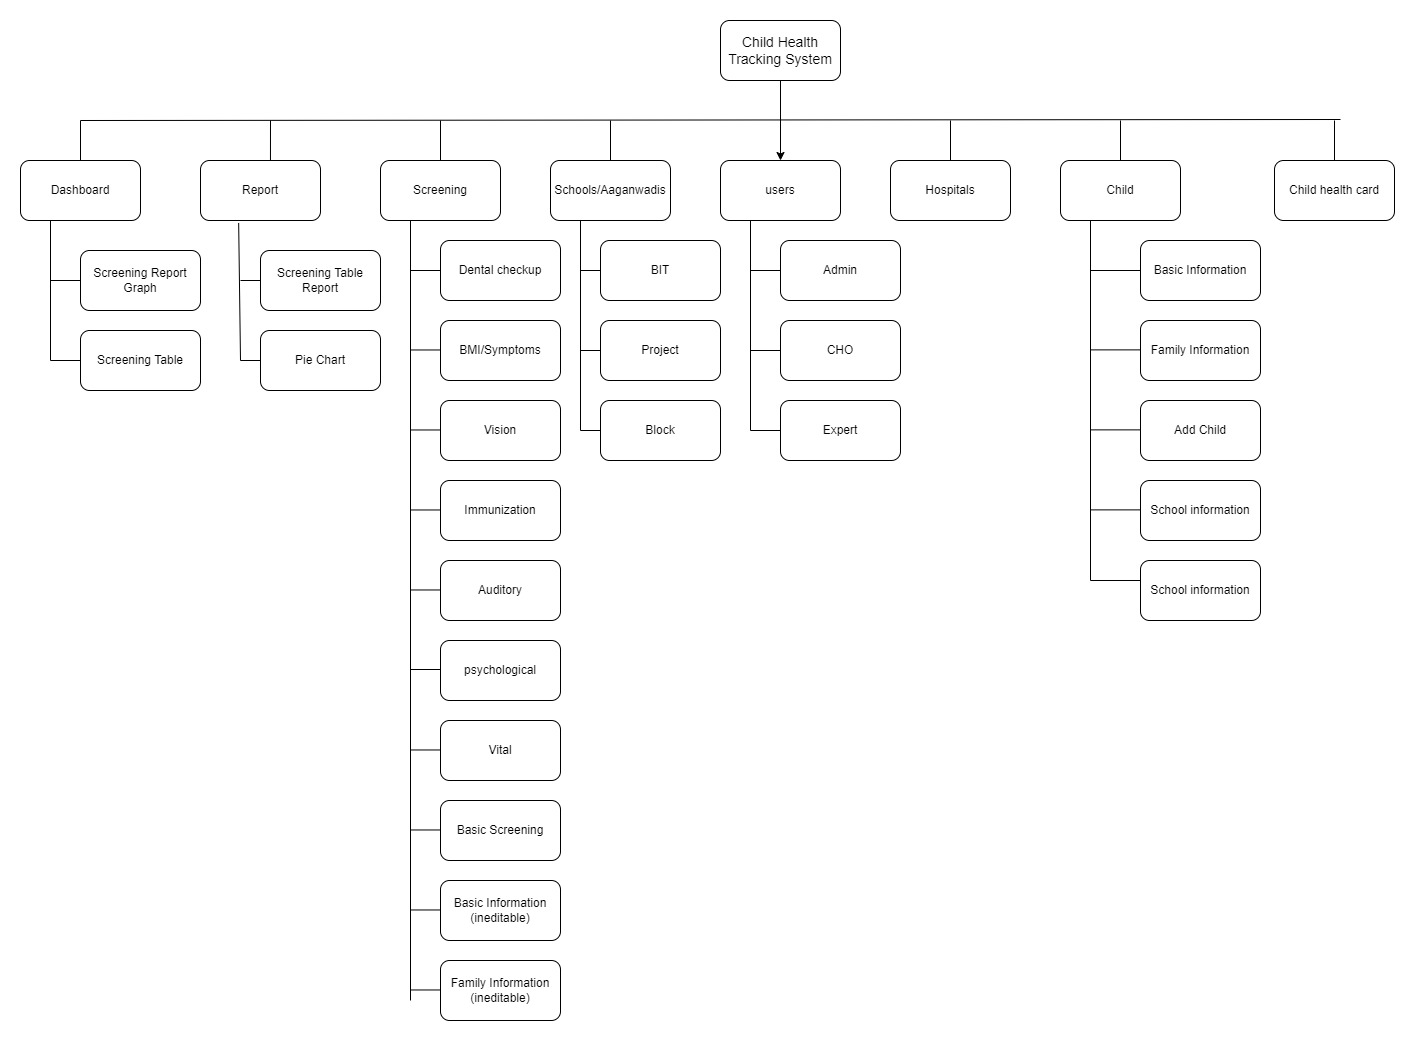 Child Health
Tracking System
Dashboard
Report
Screening
Schools/Aaganwadis
users
Hospitals
Child
Child health card
Screening Report
Graph
Screening Table
Screening Table
Report
Pie Chart
Dental checkup
BMI/Symptoms
Vision
Immunization
Auditory
psychological
Vital
Basic Screening
Basic Information
(ineditable)
Family Information
(ineditable)
BIT
Project
Block
Admin
CHO
Expert
Basic Information
Family Information
Add Child
School information
School information